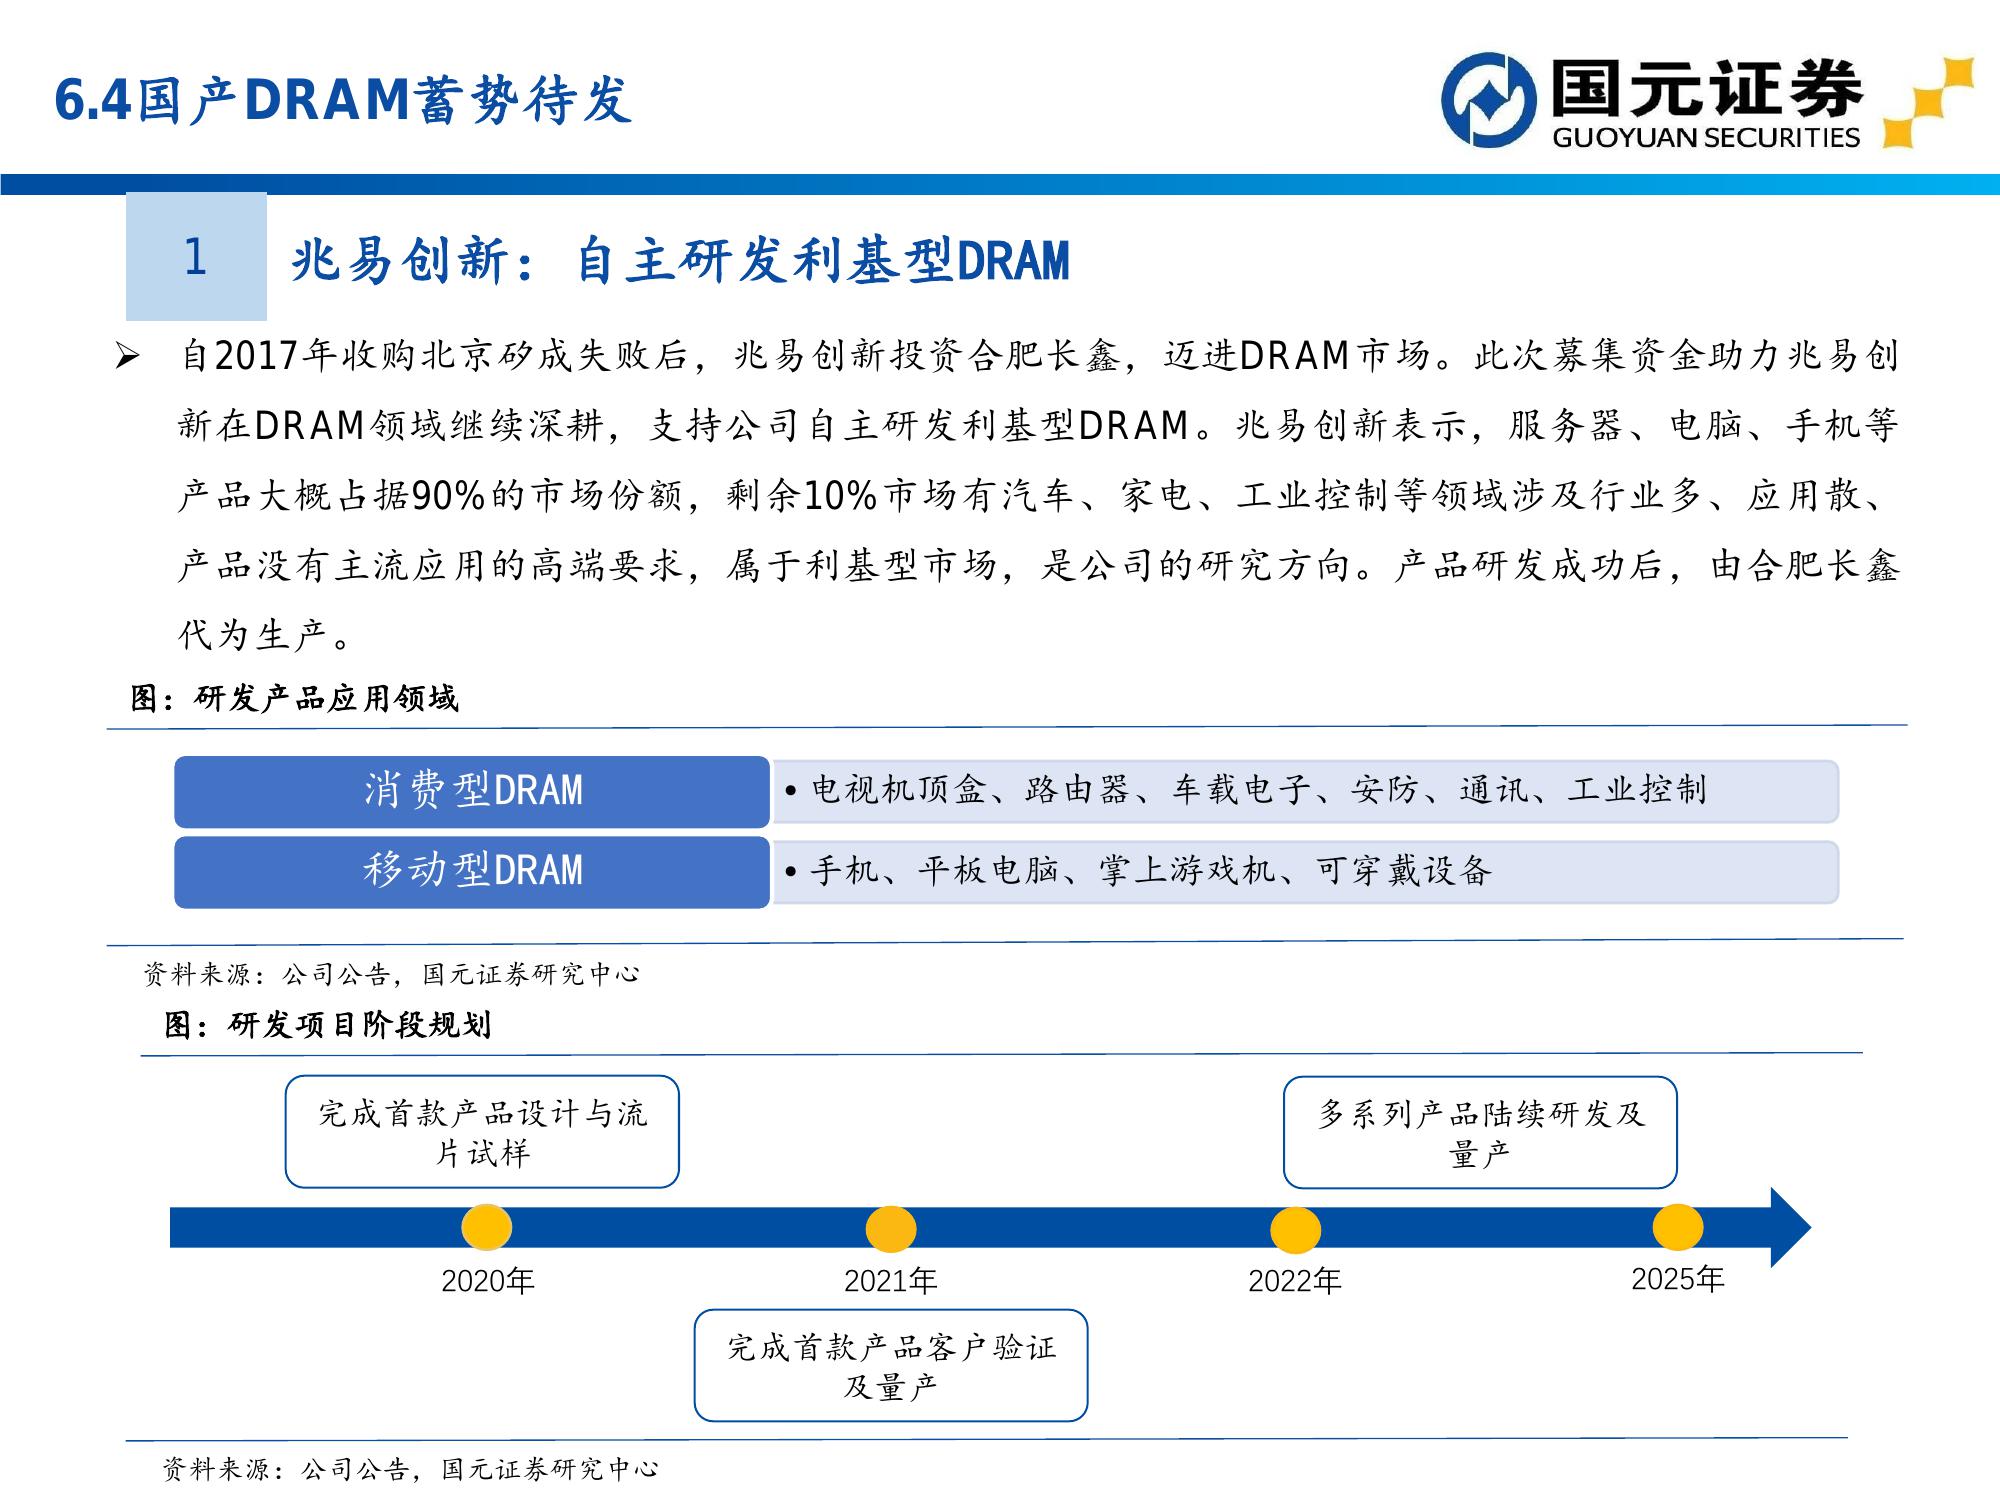 6.4国产DRAM蓄势待发
国元证券
GUOYUAN SECURITIES
1
兆易创新：自主研发利基型DRAM
➢ 自2017年收购北京矽成失败后，兆易创新投资合肥长鑫，迈进DRAM市场。此次募集资金助力兆易创
新在DRAM领域继续深耕，支持公司自主研发利基型DRAM。兆易创新表示，服务器、电脑、手机等
产品大概占据90%的市场份额，剩余10%市场有汽车、家电、工业控制等领域涉及行业多、应用散、
产品没有主流应用的高端要求，属于利基型市场，是公司的研究方向。产品研发成功后，由合肥长鑫
代为生产。
图：研发产品应用领域
消费型DRAM
• 电视机顶盒、路由器、车载电子、安防、通讯、工业控制
移动型DRAM
• 手机、平板电脑、掌上游戏机、可穿戴设备
资料来源：公司公告，国元证券研究中心
图：研发项目阶段规划
完成首款产品设计与流
片试样
多系列产品陆续研发及
量产
2020年
2021年
2022年
2025年
完成首款产品客户验证
及量产
资料来源：公司公告，国元证券研究中心